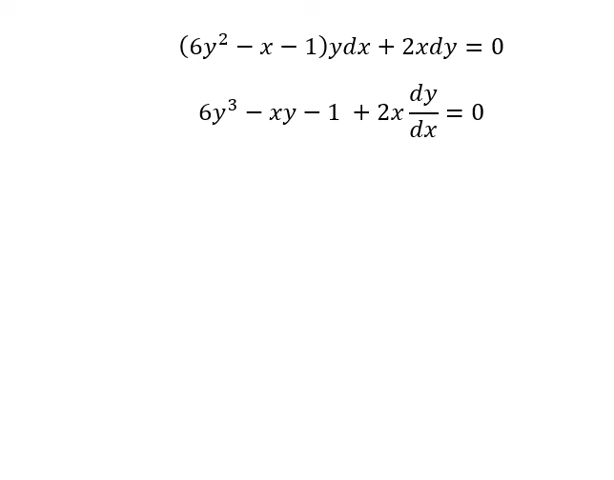 (6y² − x − 1)ydx + 2xdy = 0
6y³ − xy − 1 + 2x dy/dx = 0